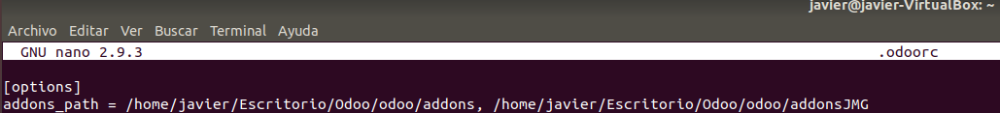 javier@javier-VirtualBox: ~
Archivo Editar Ver Buscar Terminal Ayuda
GNU nano 2.9.3 .odoorc
[options]
addons_path = /home/javier/Escritorio/Odoo/odoo/addons, /home/javier/Escritorio/Odoo/odoo/addonsJMG